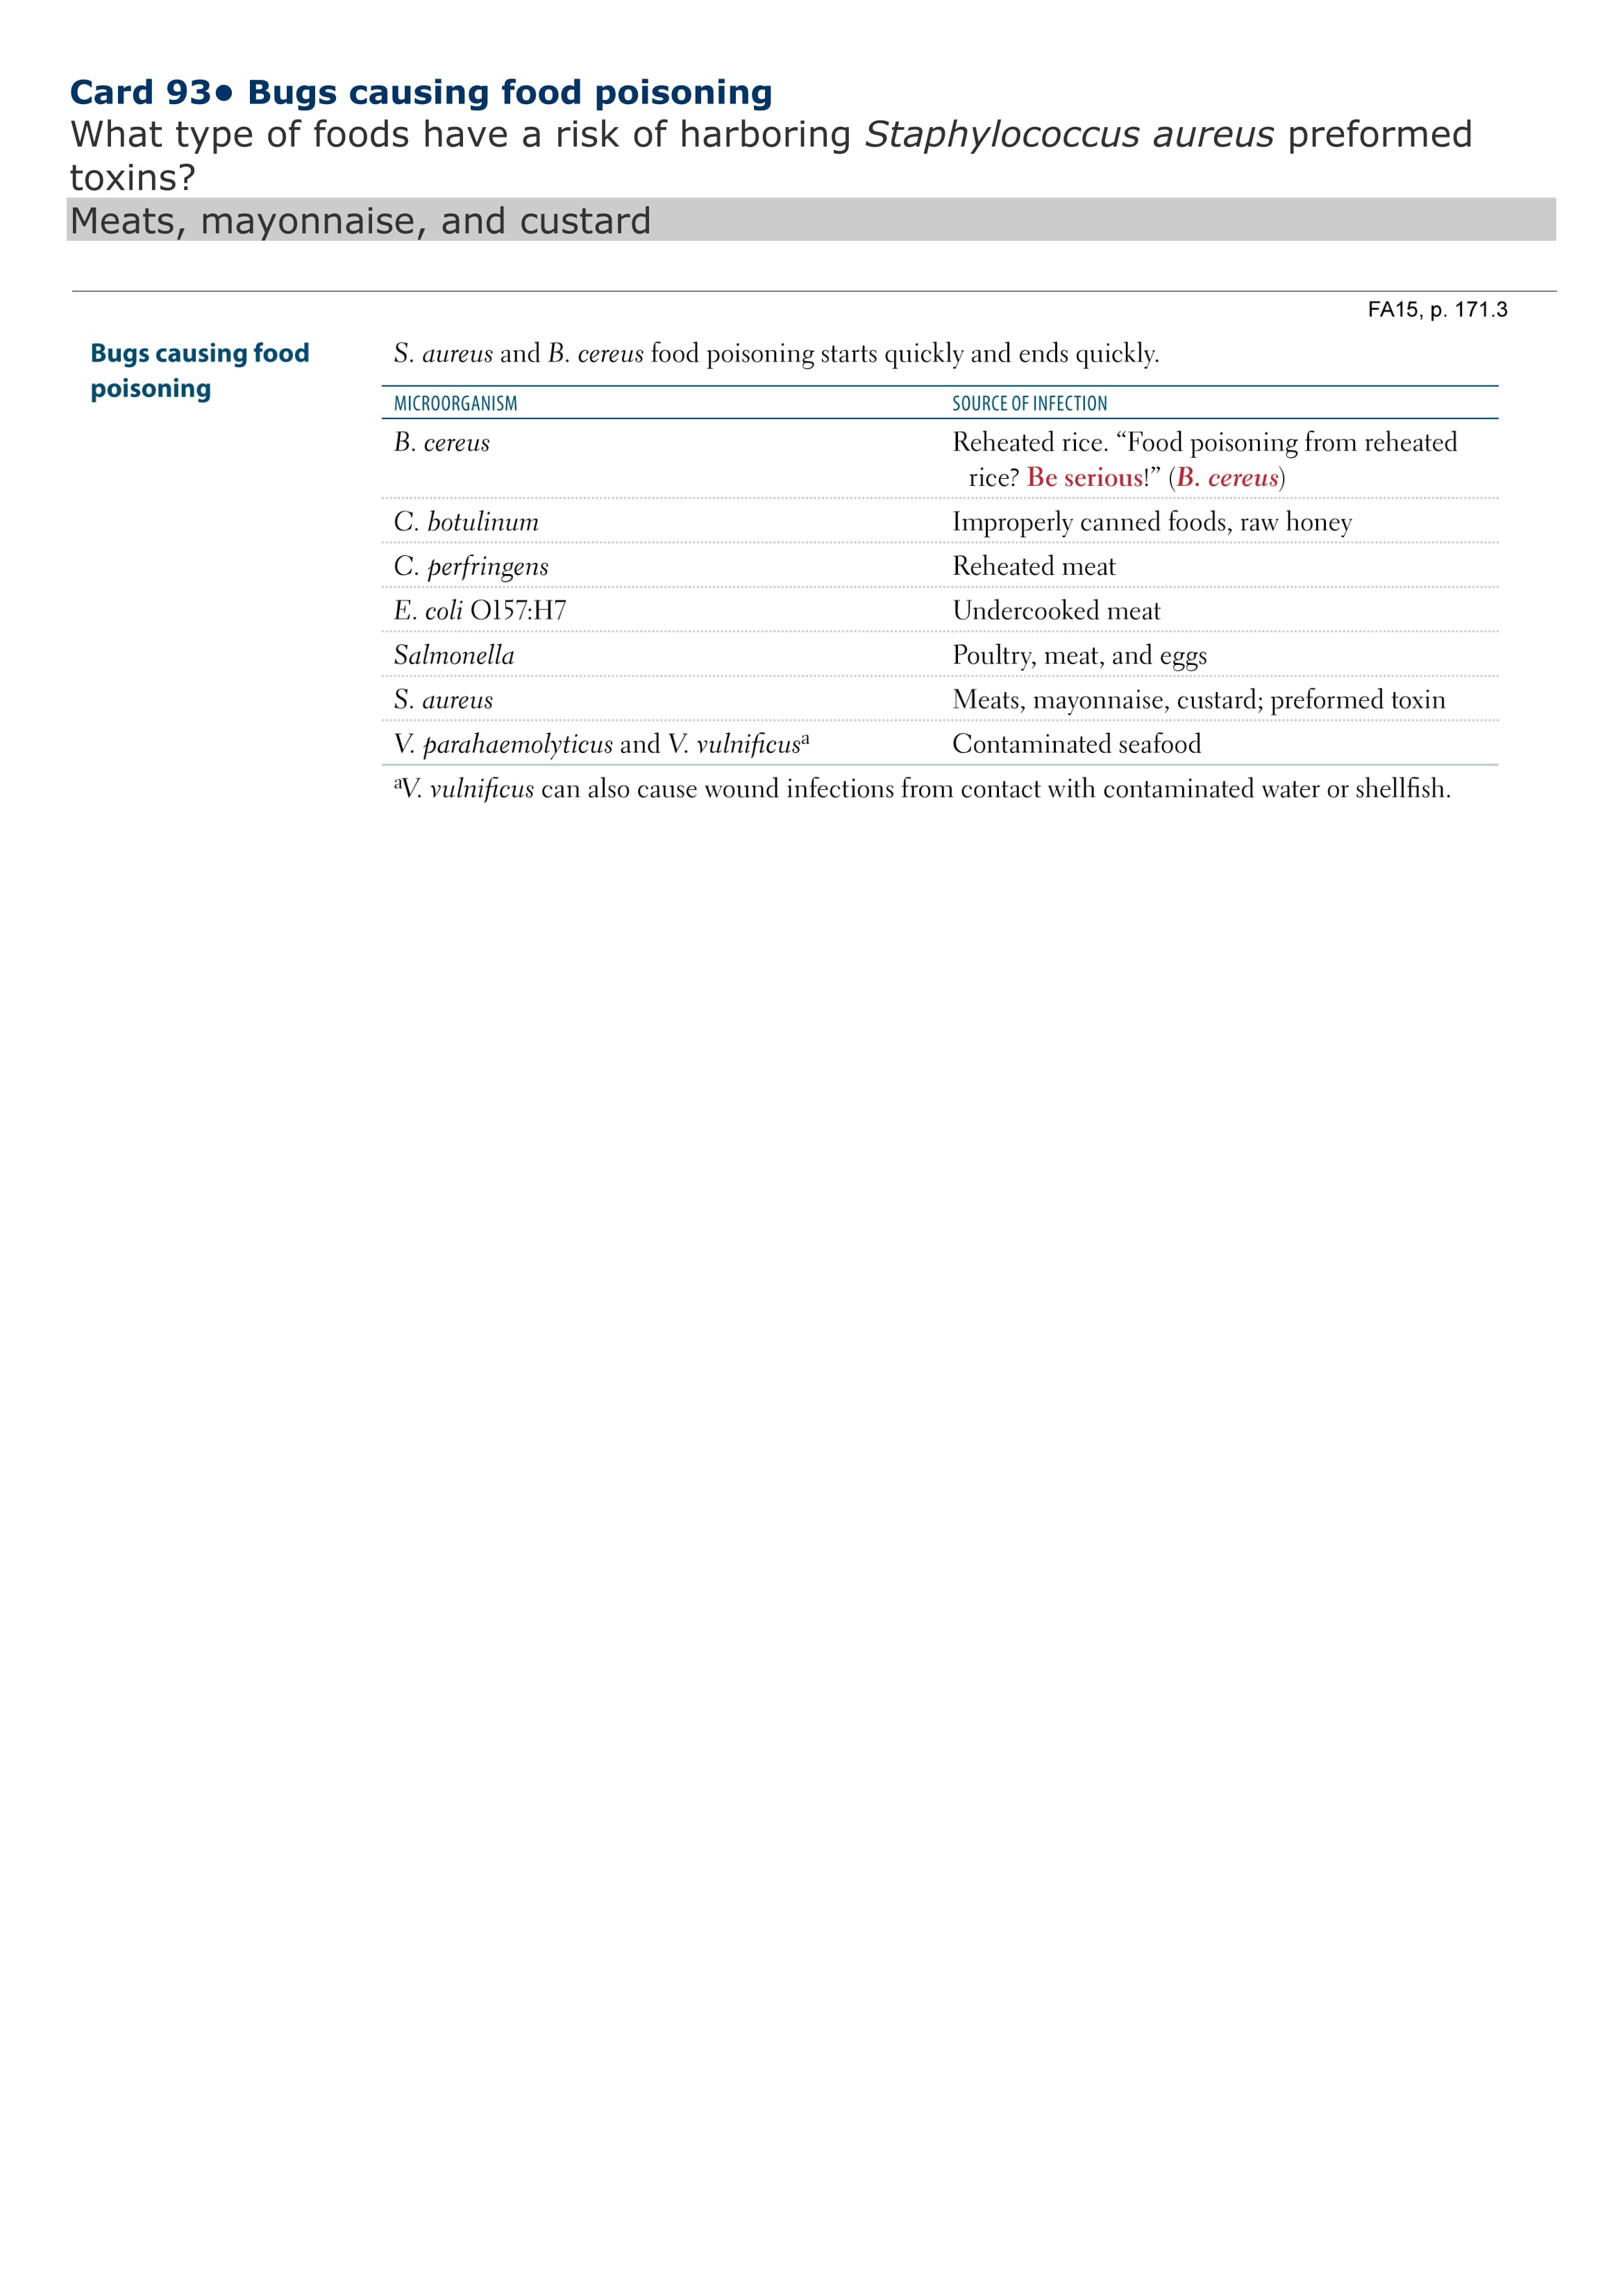 Card 93● Bugs causing food poisoning
What type of foods have a risk of harboring Staphylococcus aureus preformed
toxins?
Meats, mayonnaise, and custard
FA15, p. 171.3
Bugs causing food
poisoning
S. aureus and B. cereus food poisoning starts quickly and ends quickly.
MICROORGANISM SOURCE OF INFECTION
B. cereus Reheated rice. “Food poisoning from reheated
rice? Be serious!” (B. cereus)
C. botulinum Improperly canned foods, raw honey
C. perfringens Reheated meat
E. coli O157:H7 Undercooked meat
Salmonella Poultry, meat, and eggs
S. aureus Meats, mayonnaise, custard; preformed toxin
V. parahaemolyticus and V. vulnificusᵃ Contaminated seafood
ᵃV. vulnificus can also cause wound infections from contact with contaminated water or shellfish.